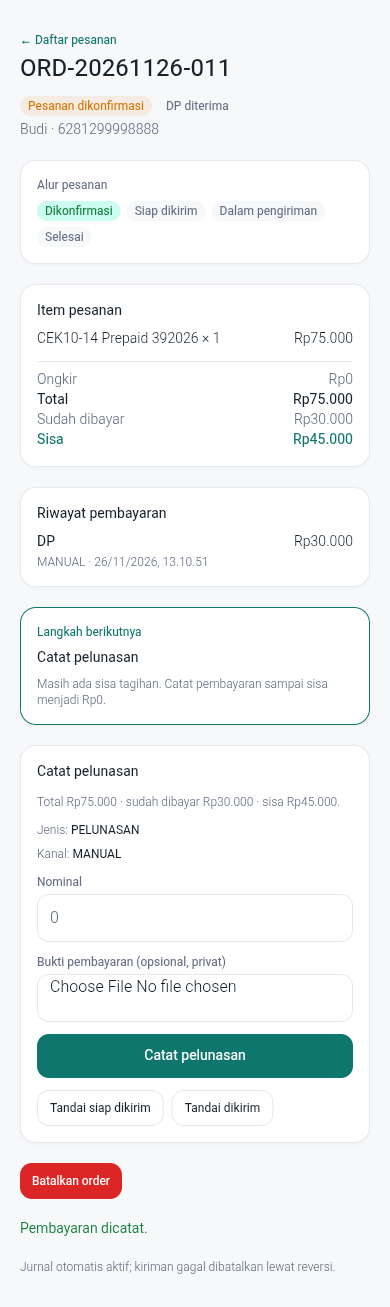 ← Daftar pesanan
ORD-20261126-011
Pesanan dikonfirmasi DP diterima
Budi · 6281299998888
Alur pesanan
Dikonfirmasi Siap dikirim Dalam pengiriman
Selesai
Item pesanan
CEK10-14 Prepaid 392026 × 1 Rp75.000
Ongkir Rp0
Total Rp75.000
Sudah dibayar Rp30.000
Sisa Rp45.000
Riwayat pembayaran
DP Rp30.000
MANUAL · 26/11/2026, 13.10.51
Langkah berikutnya
Catat pelunasan
Masih ada sisa tagihan. Catat pembayaran sampai sisa
menjadi Rp0.
Catat pelunasan
Total Rp75.000 · sudah dibayar Rp30.000 · sisa Rp45.000.
Jenis: PELUNASAN
Kanal: MANUAL
Nominal
0
Bukti pembayaran (opsional, privat)
Choose File No file chosen
Catat pelunasan
Tandai siap dikirim Tandai dikirim
Batalkan order
Pembayaran dicatat.
Jurnal otomatis aktif; kiriman gagal dibatalkan lewat reversi.